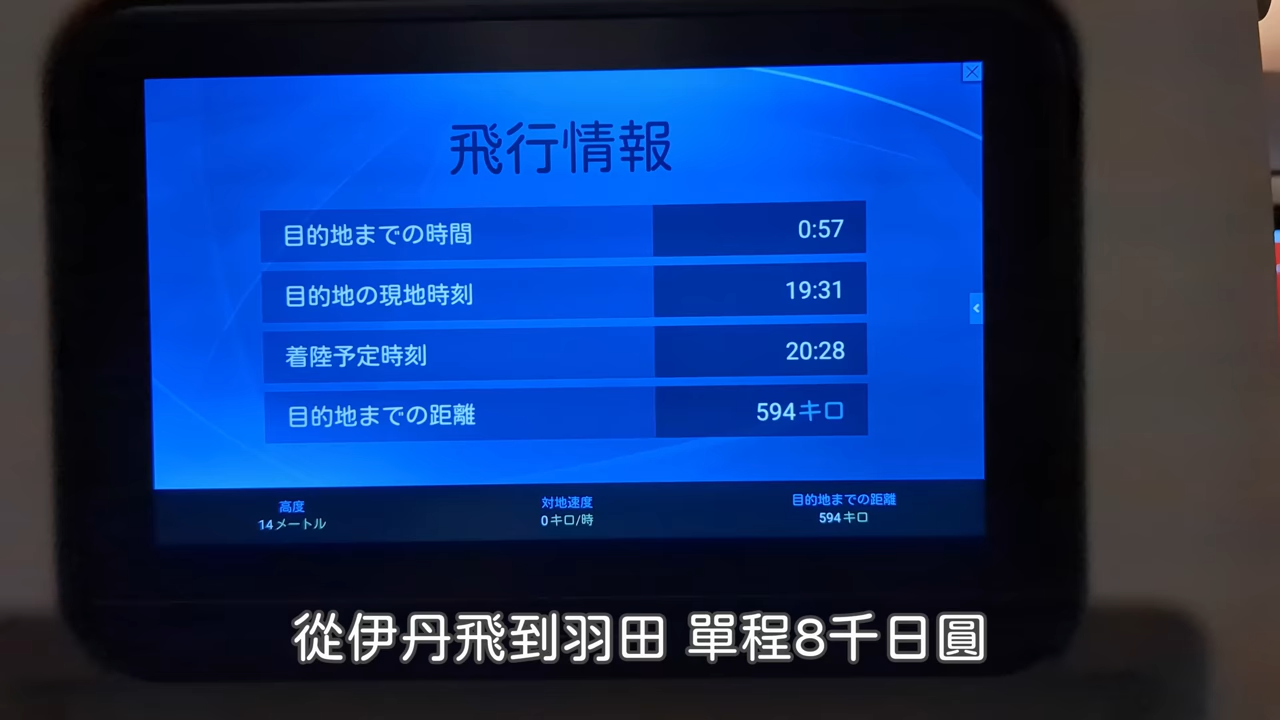 飛行情報
目的地までの時間 0:57
目的地の現地時刻 19:31
着陸予定時刻 20:28
目的地までの距離 594キロ
高度 対地速度 目的地までの距離
14メートル 0キロ/時 594キロ
從伊丹飛到羽田 單程8千日圓